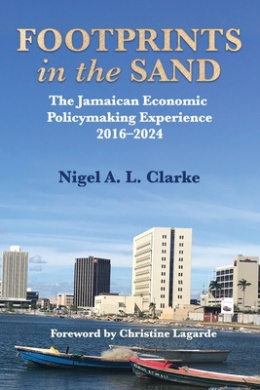 FOOTPRINTS
in the SAND
The Jamaican Economic
Policymaking Experience
2016–2024
Nigel A. L. Clarke
Foreword by Christine Lagarde